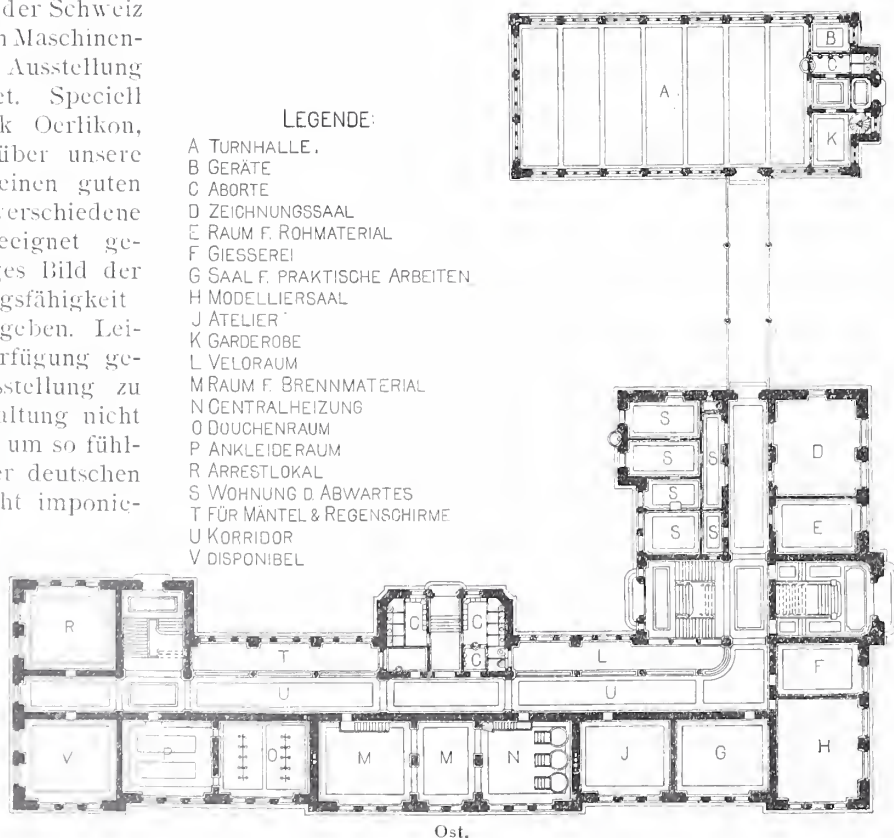 der Schweiz
n Maschinen-
Ausstellung
et. Speciell
k Oerlikon,
über unsere
einen guten
verschiedene
eeignet ge-
ges Bild der
gsfähigkeit
geben. Lei-
rfügung ge-
sstellung zu
altung nicht
um so fühl-
er deutschen
ht imponie-
LEGENDE:
A TURNHALLE.
B GERÄTE
C ABORTE
D ZEICHNUNGSSAAL
E RAUM F. ROHMATERIAL
F GIESSEREI
G SAAL F. PRAKTISCHE ARBEITEN
H MODELLIERSAAL
J ATELIER
K GARDEROBE
L VELORAUM
M RAUM F. BRENNMATERIAL
N CENTRALHEIZUNG
O DOUCHENRAUM
P ANKLEIDERAUM
R ARRESTLOKAL
S WOHNUNG D. ABWARTES
T FÜR MÄNTEL & REGENSCHIRME
U KORRIDOR
V DISPONIBEL
B
A C
K
S
S S D
S
S S E
R C C
T C L F
U U
V P O M M N J G H
Ost.